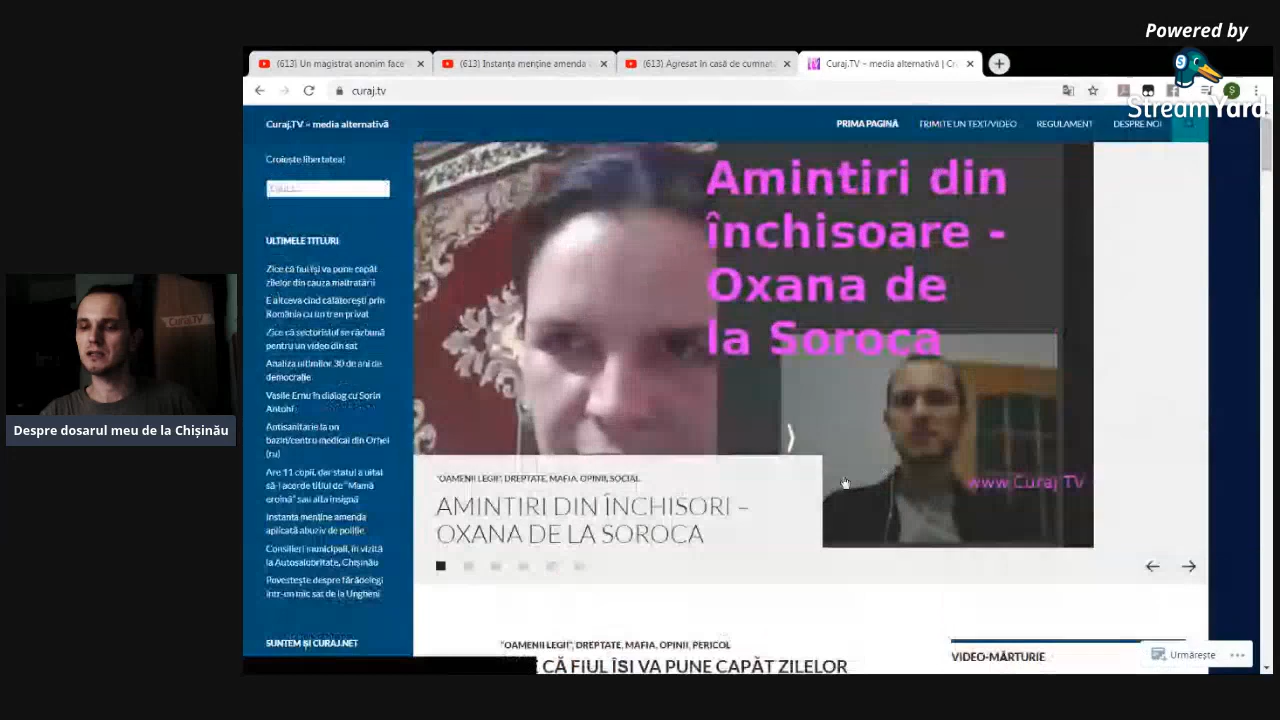 Powered by
StreamYard
(613) Un magistrat anonim face
(613) Instanța menține amenda
(613) Agresat în casă de cumnat
Curaj.TV – media alternativă | Cu
curaj.tv
Curaj.TV – media alternativă
PRIMA PAGINĂ
TRIMITE UN TEXT/VIDEO
REGULAMENT
DESPRE NOI
Croiește libertatea!
ULTIMELE TITLURI
Zice că fiul își va pune capăt
zilelor din cauza maltratării
E altceva când călătorești prin
România cu un tren privat
Zice că sectoristul se răzbună
pentru un video din sat
Analiza ultimilor 30 de ani de
democrație
Vasile Ernu în dialog cu Sorin
Antohi
Antisanitarie la un
bazin/centru medical din Orhei
(ru)
Are 11 copii, dar statul a uitat
să-i acorde titlul de "Mamă
eroină" sau altă insignă
Instanța menține amenda
aplicată abuziv de poliție
Consilieri municipali, în vizită
la Autosalubritate, Chișinău
Povestește despre fărădelegi
într-un mic sat de la Ungheni
SUNTEM ȘI CURAJ.NET
Amintiri din
închisoare -
Oxana de
la Soroca
www.Curaj.TV
"OAMENII LEGII", DREPTATE, MAFIA, OPINII, SOCIAL
AMINTIRI DIN ÎNCHISORI –
OXANA DE LA SOROCA
"OAMENII LEGII", DREPTATE, MAFIA, OPINII, PERICOL
CĂ FIUL ÎȘI VA PUNE CAPĂT ZILELOR
VIDEO-MĂRTURIE
Urmărește
Curaj.TV
Despre dosarul meu de la Chișinău